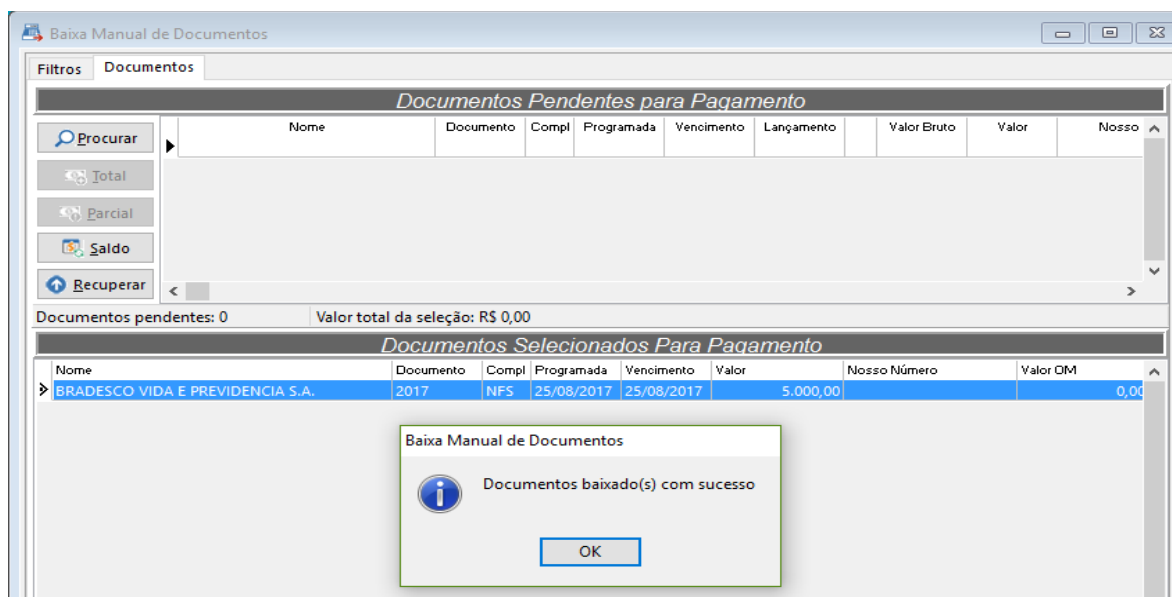 Baixa Manual de Documentos
Filtros Documentos
Documentos Pendentes para Pagamento
Procurar
Total
Parcial
Saldo
Recuperar
Nome Documento Compl Programada Vencimento Lançamento Valor Bruto Valor Nosso
Documentos pendentes: 0 Valor total da seleção: R$ 0,00
Documentos Selecionados Para Pagamento
Nome Documento Compl Programada Vencimento Valor Nosso Número Valor OM
BRADESCO VIDA E PREVIDENCIA S.A. 2017 NFS 25/08/2017 25/08/2017 5.000,00 0,00
Baixa Manual de Documentos
Documentos baixado(s) com sucesso
OK